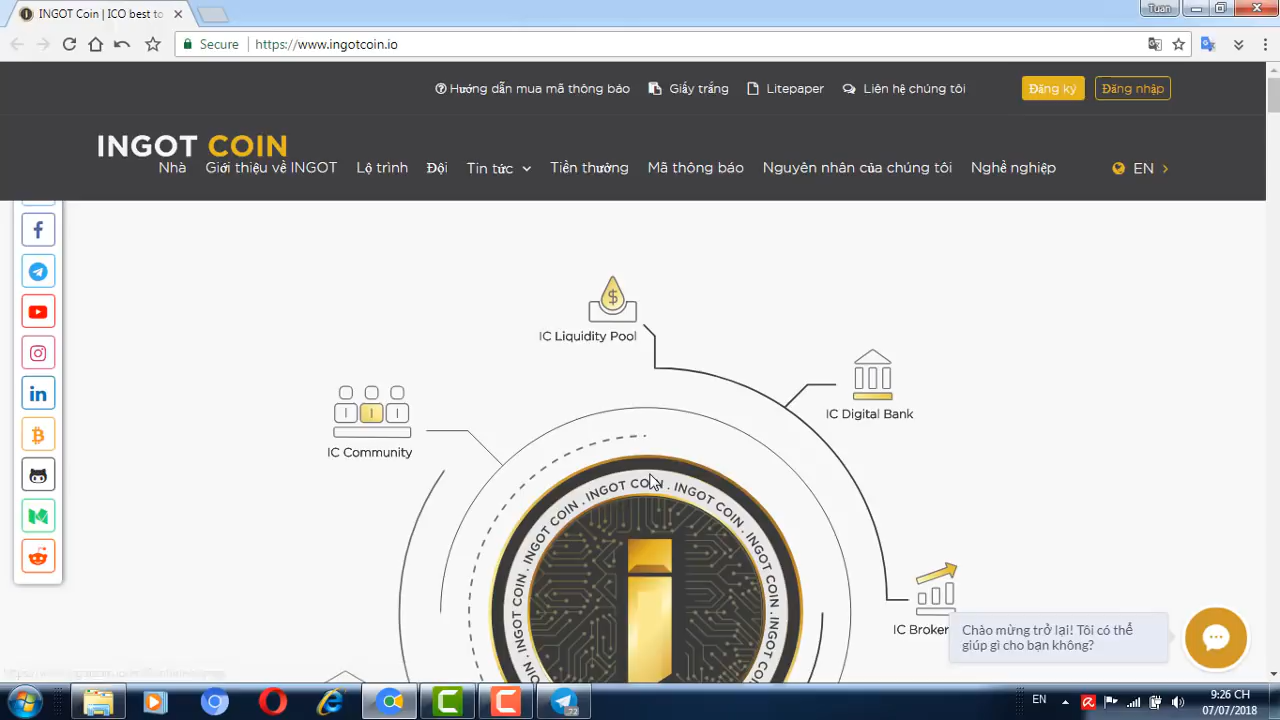 INGOT Coin | ICO best to
Tuan
Secure
https://www.ingotcoin.io
Hướng dẫn mua mã thông báo
Giấy trắng
Litepaper
Liên hệ chúng tôi
Đăng ký
Đăng nhập
INGOT COIN
Nhà
Giới thiệu về INGOT
Lộ trình
Đội
Tin tức
Tiền thưởng
Mã thông báo
Nguyên nhân của chúng tôi
Nghề nghiệp
EN
IC Liquidity Pool
IC Digital Bank
IC Community
INGOT COIN . INGOT COIN . INGOT COIN . INGOT COIN . INGOT COIN
IC Broker
Chào mừng trở lại! Tôi có thể
giúp gì cho bạn không?
EN
9:26 CH
07/07/2018